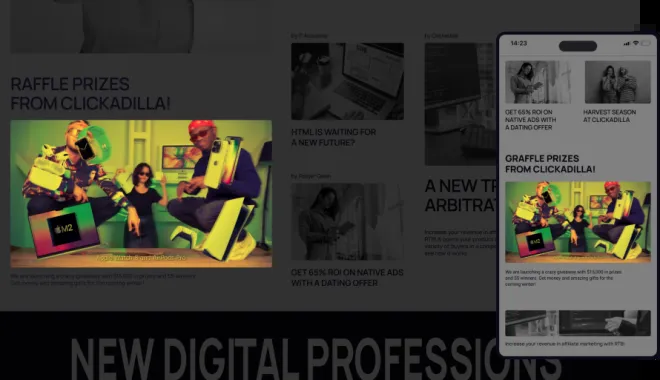 RAFFLE PRIZES
FROM CLICKADILLA!
M2
HTML IS WAITING FOR
A NEW FUTURE?
GET 65% ROI ON NATIVE ADS
WITH A DATING OFFER
A NEW
ARBITRA
We are launching a crazy giveaway with $10,000 in prizes and 55 winners.
Get money and amazing gifts for the coming winter!
NEW DIGITAL PROFESSIONS
14:23
GET 65% ROI ON
NATIVE ADS WITH
A DATING OFFER
HARVEST SEASON
AT CLICKADILLA
GRAFFLE PRIZES
FROM CLICKADILLA!
M2
We are launching a crazy giveaway with $10,000 in prizes
and 55 winners. Get money and amazing gifts for the
coming winter!
Increase your revenue in affiliate marketing with RTB!